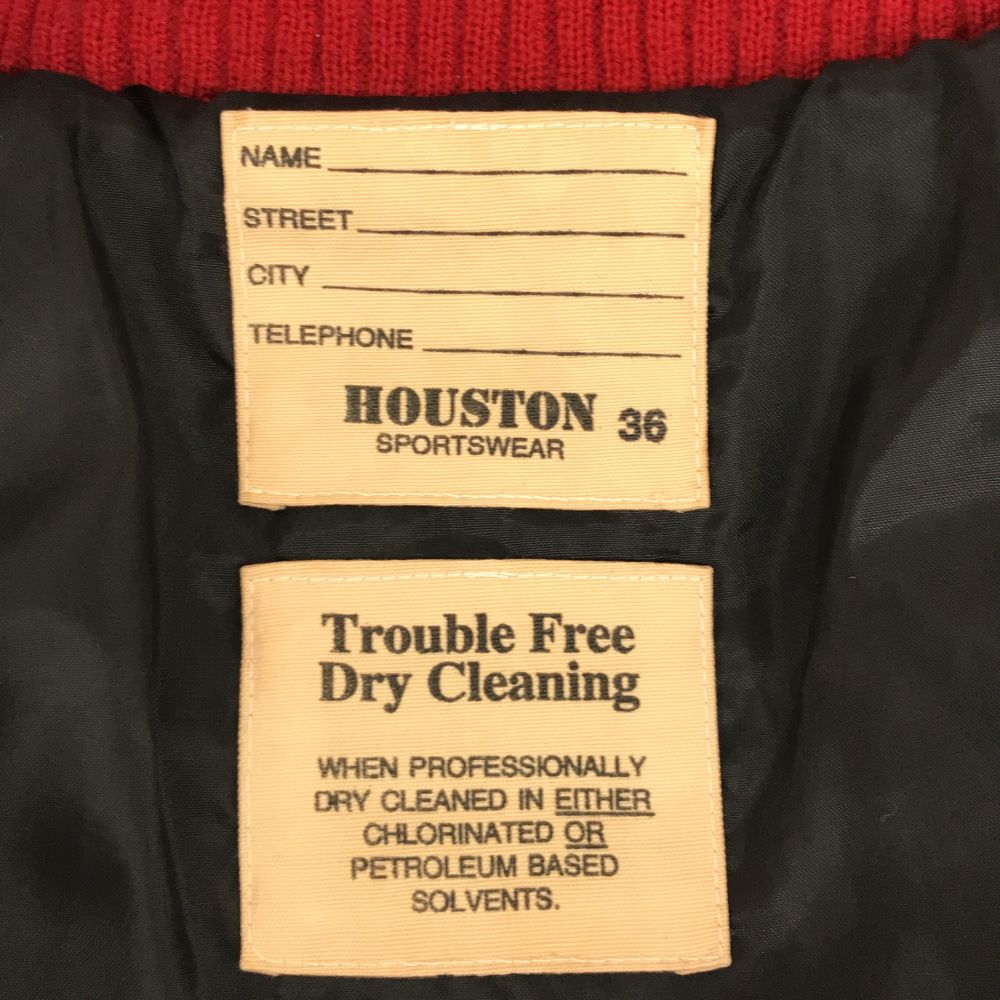 NAME
STREET
CITY
TELEPHONE
HOUSTON 36
SPORTSWEAR
Trouble Free
Dry Cleaning
WHEN PROFESSIONALLY
DRY CLEANED IN EITHER
CHLORINATED OR
PETROLEUM BASED
SOLVENTS.